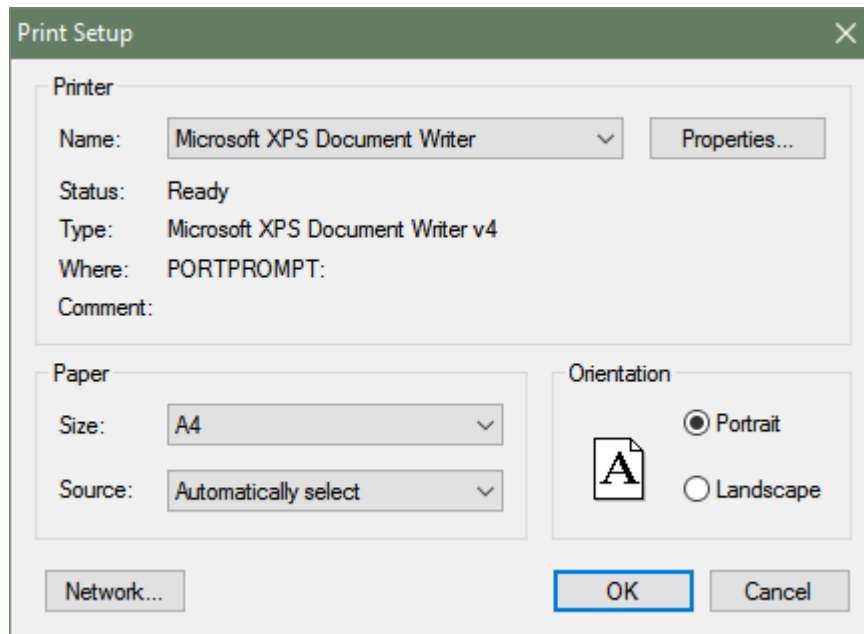 Print Setup
Printer
Name: Microsoft XPS Document Writer Properties...
Status: Ready
Type: Microsoft XPS Document Writer v4
Where: PORTPROMPT:
Comment:
Paper
Size: A4
Source: Automatically select
Orientation
A
Portrait
Landscape
Network... OK Cancel